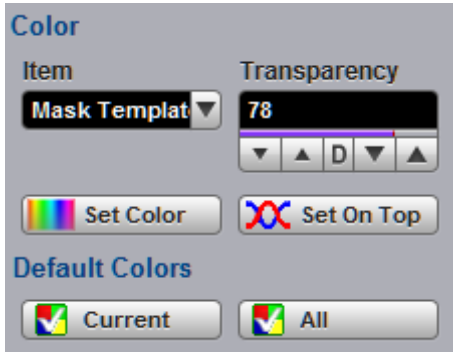 Color
Item Transparency
Mask Templat 78
D
Set Color Set On Top
Default Colors
Current All